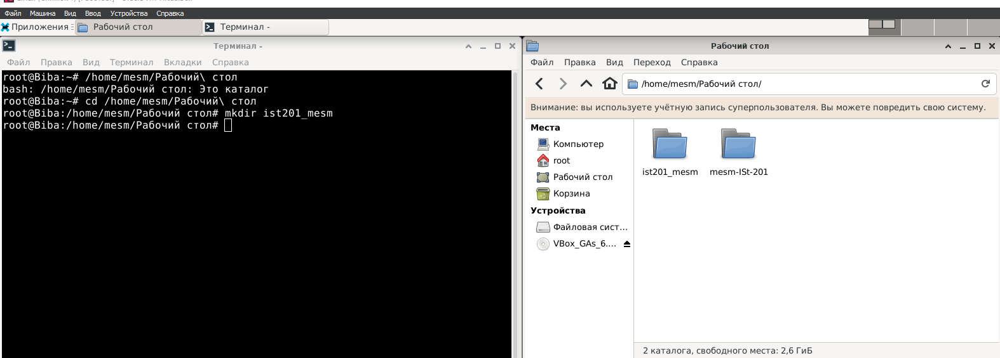 Файл Машина Вид Ввод Устройства Справка
Приложения Рабочий стол Терминал -
Терминал -
Файл Правка Вид Терминал Вкладки Справка
root@Biba:~# /home/mesm/Рабочий\ стол
bash: /home/mesm/Рабочий стол: Это каталог
root@Biba:~# cd /home/mesm/Рабочий\ стол
root@Biba:/home/mesm/Рабочий стол# mkdir ist201_mesm
root@Biba:/home/mesm/Рабочий стол#
Рабочий стол
Файл Правка Вид Переход Справка
/home/mesm/Рабочий стол/
Внимание: вы используете учётную запись суперпользователя. Вы можете повредить свою систему.
Места
Компьютер
root
Рабочий стол
Корзина
Устройства
Файловая сист...
VBox_GAs_6....
ist201_mesm
mesm-ISt-201
2 каталога, свободного места: 2,6 ГиБ